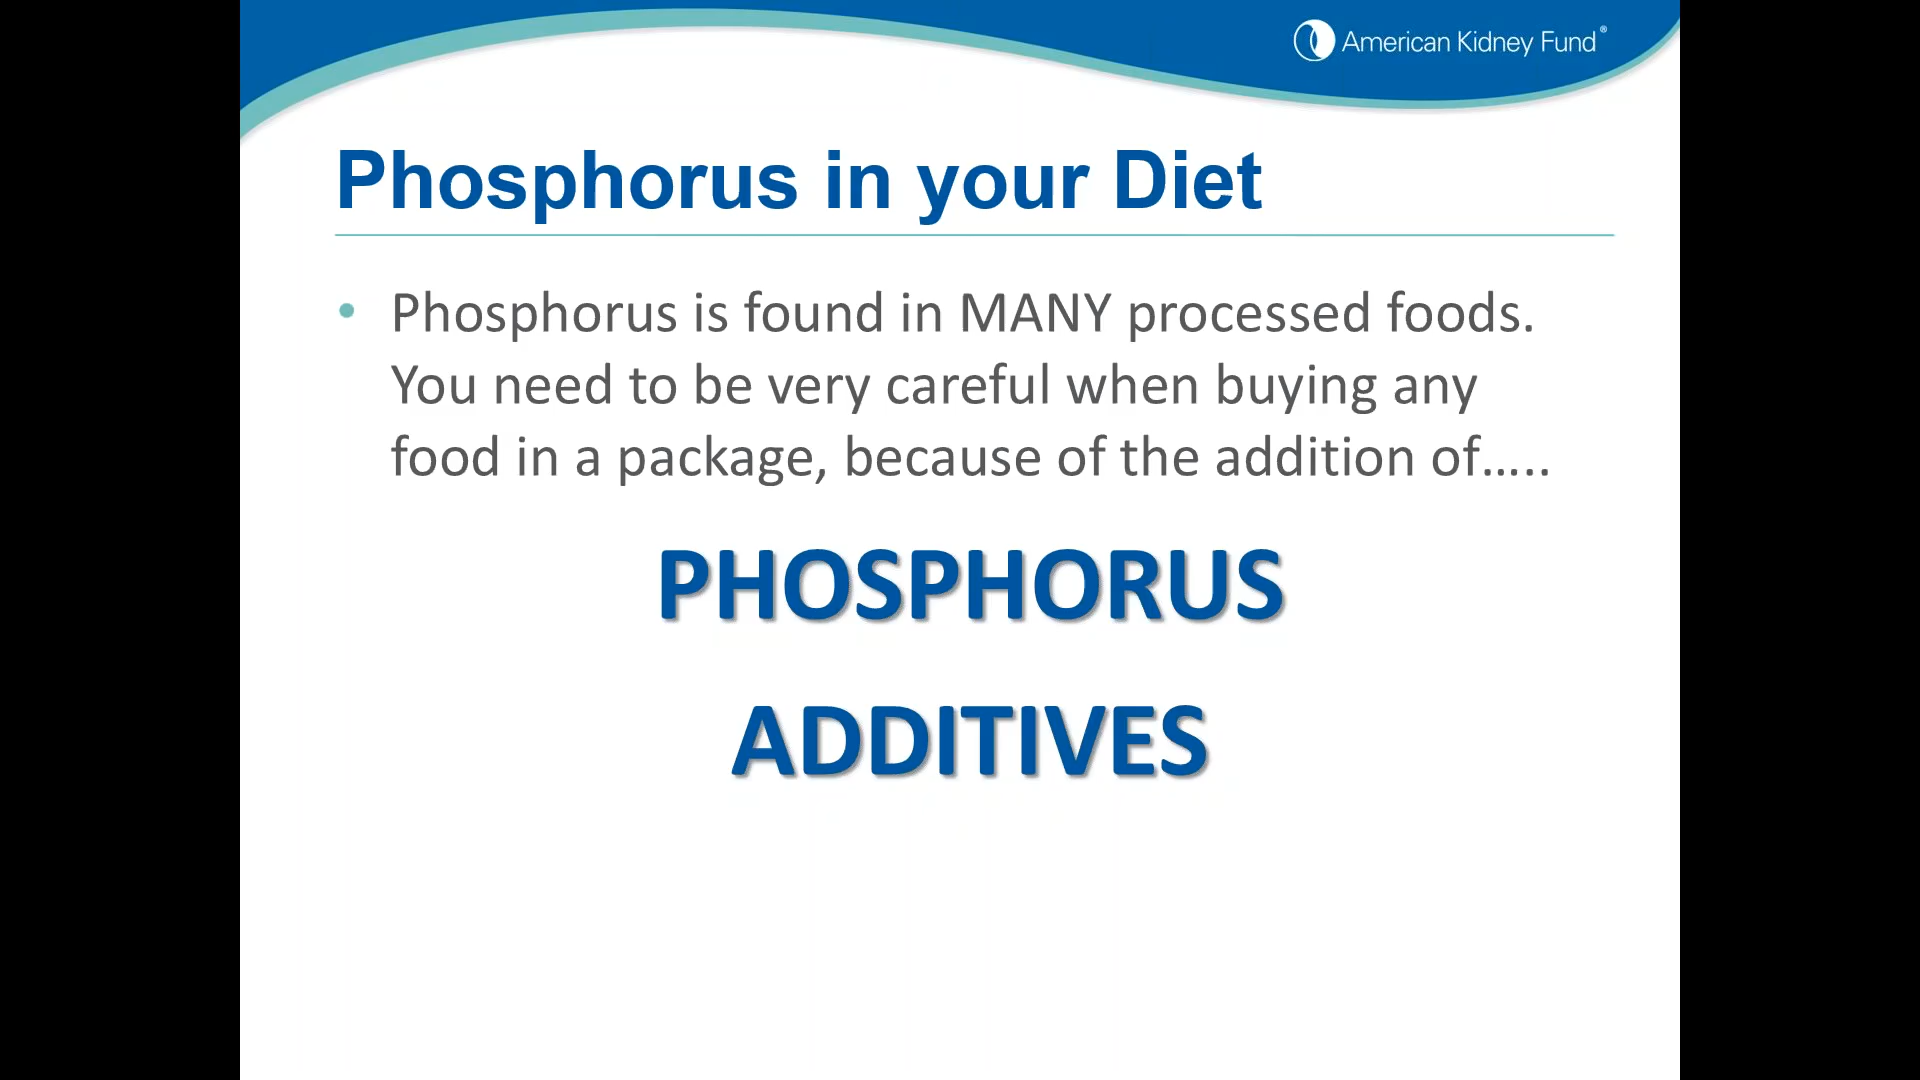 American Kidney Fund®
Phosphorus in your Diet
• Phosphorus is found in MANY processed foods.
You need to be very careful when buying any
food in a package, because of the addition of.....
PHOSPHORUS
ADDITIVES